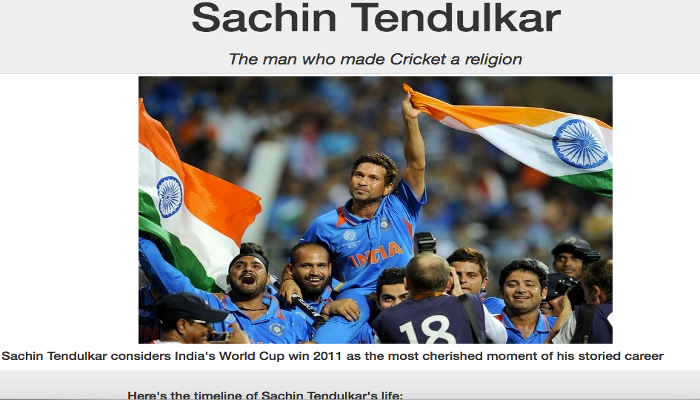 Sachin Tendulkar
The man who made Cricket a religion
INDIA
18
Sachin Tendulkar considers India's World Cup win 2011 as the most cherished moment of his storied career
Here's the timeline of Sachin Tendulkar's life: